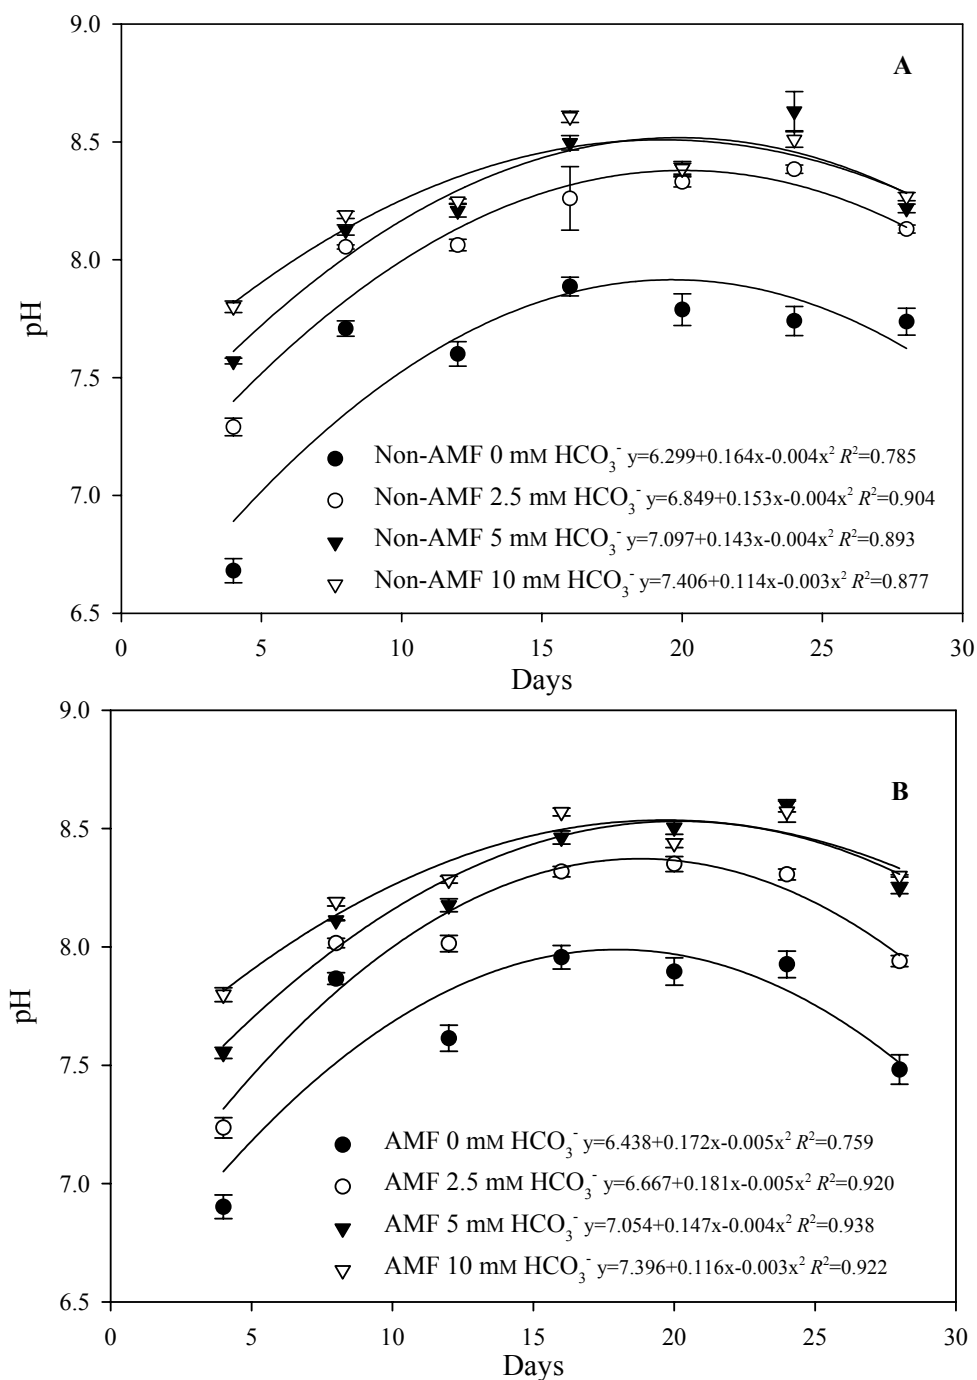 9.0
A
8.5
8.0
pH
7.5
Non-AMF 0 mM HCO₃⁻ y=6.299+0.164x-0.004x² R²=0.785
Non-AMF 2.5 mM HCO₃⁻ y=6.849+0.153x-0.004x² R²=0.904
7.0
Non-AMF 5 mM HCO₃⁻ y=7.097+0.143x-0.004x² R²=0.893
Non-AMF 10 mM HCO₃⁻ y=7.406+0.114x-0.003x² R²=0.877
6.5
0 5 10 15 20 25 30
Days
9.0
B
8.5
8.0
pH
7.5
AMF 0 mM HCO₃⁻ y=6.438+0.172x-0.005x² R²=0.759
AMF 2.5 mM HCO₃⁻ y=6.667+0.181x-0.005x² R²=0.920
7.0
AMF 5 mM HCO₃⁻ y=7.054+0.147x-0.004x² R²=0.938
AMF 10 mM HCO₃⁻ y=7.396+0.116x-0.003x² R²=0.922
6.5
0 5 10 15 20 25 30
Days